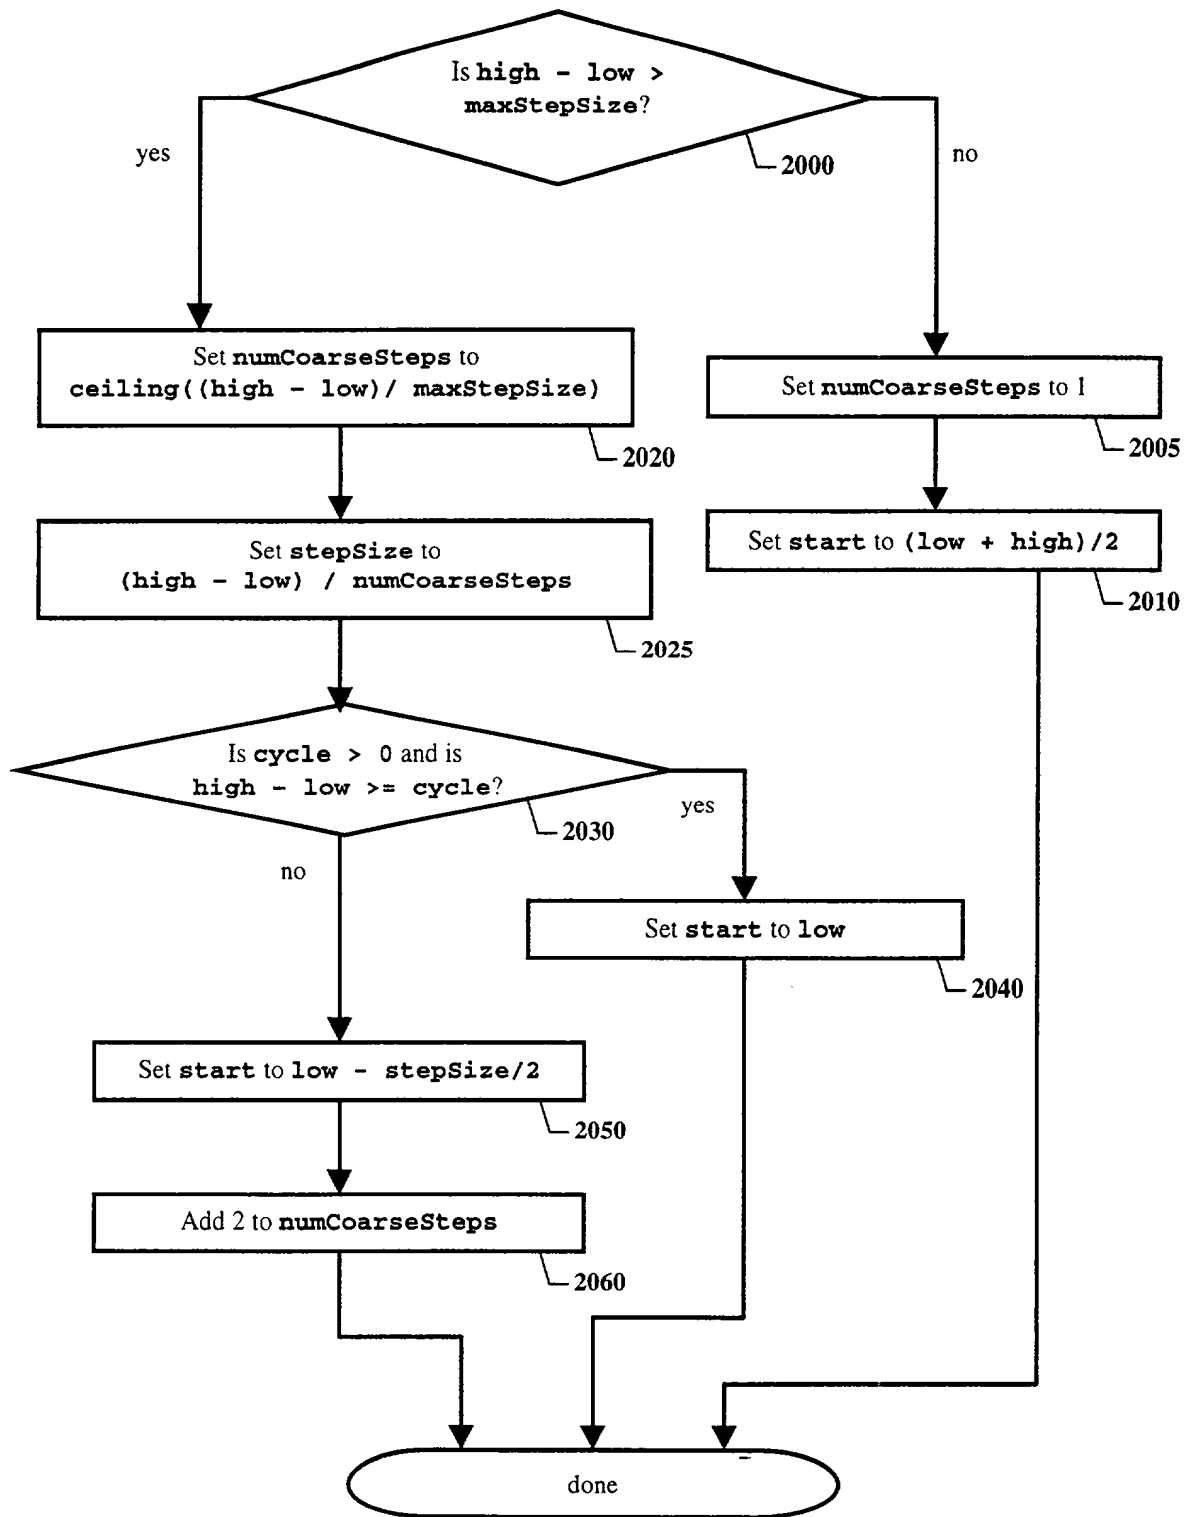 Is high - low >
maxStepSize?
2000
yes
no
Set numCoarseSteps to
ceiling((high - low)/ maxStepSize)
2020
Set numCoarseSteps to 1
2005
Set stepSize to
(high - low) / numCoarseSteps
2025
Set start to (low + high)/2
2010
Is cycle > 0 and is
high - low >= cycle?
2030
yes
no
Set start to low
2040
Set start to low - stepSize/2
2050
Add 2 to numCoarseSteps
2060
done